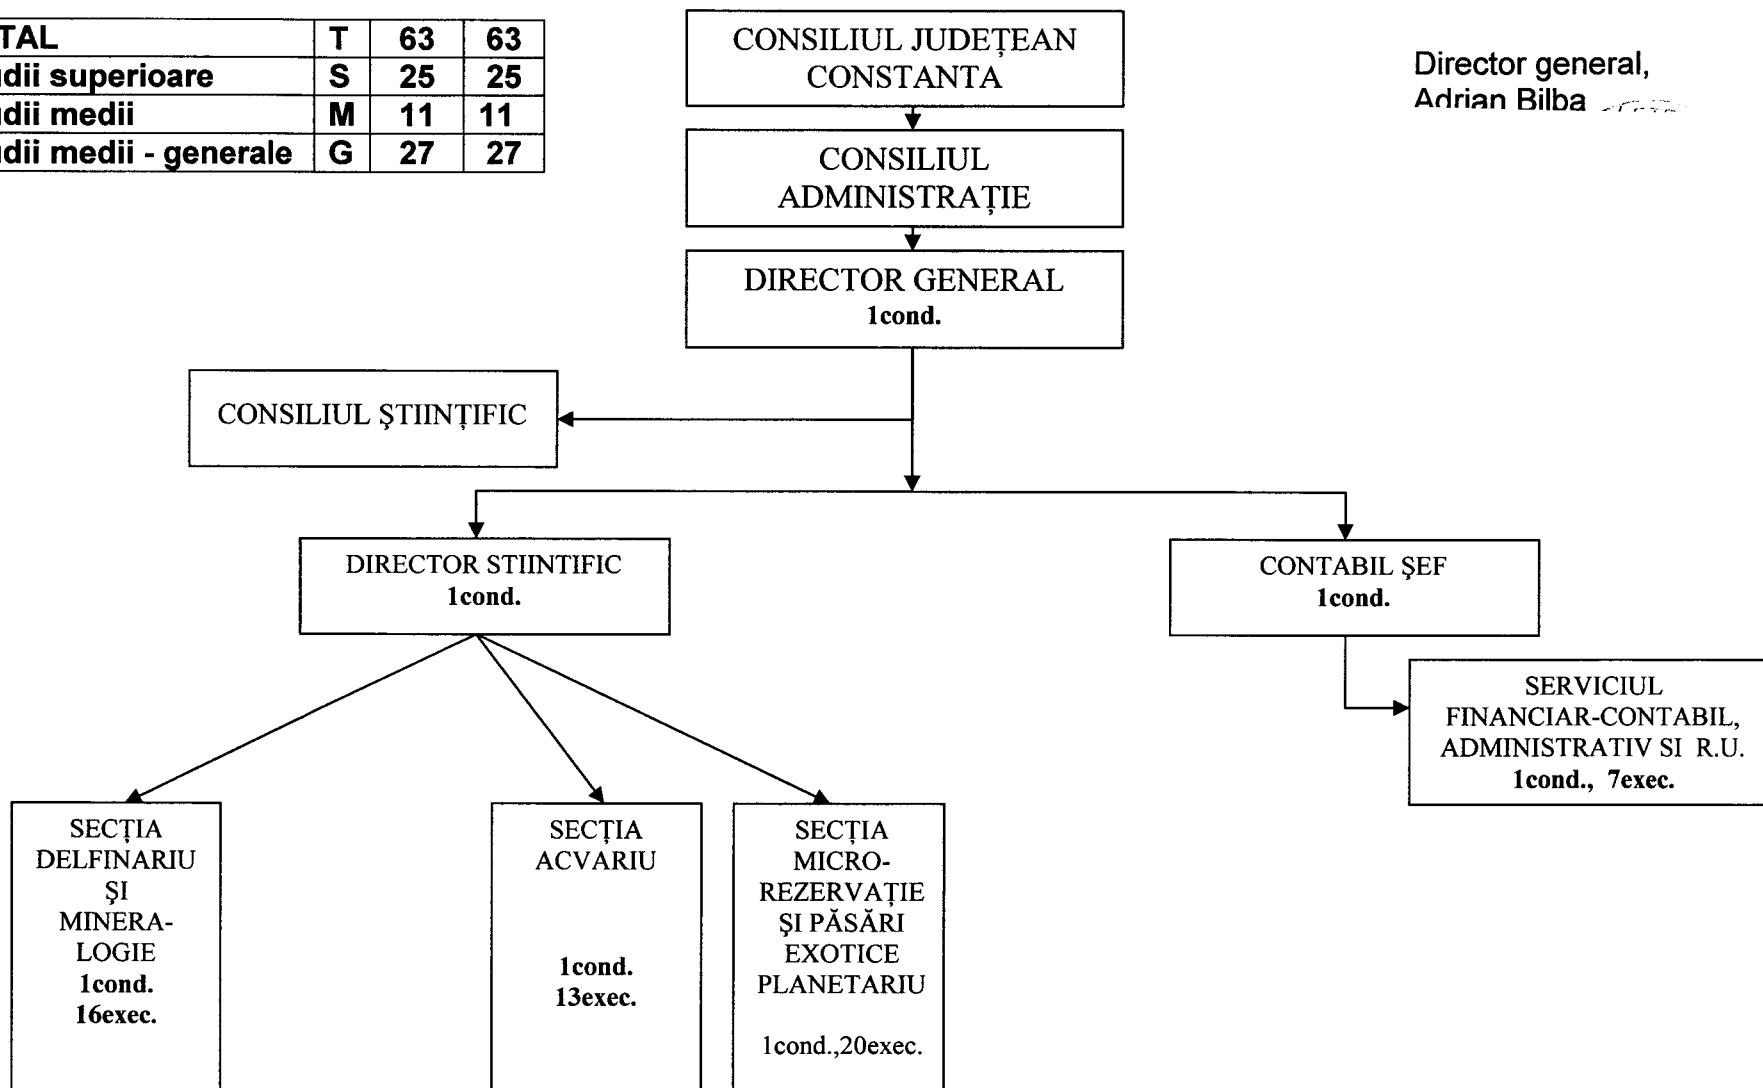 TAL T 63 63
dii superioare S 25 25
dii medii M 11 11
dii medii - generale G 27 27
CONSILIUL JUDEȚEAN
CONSTANTA
Director general,
Adrian Bilba
CONSILIUL
ADMINISTRAȚIE
DIRECTOR GENERAL
1cond.
CONSILIUL ŞTIINȚIFIC
DIRECTOR STIINTIFIC
1cond.
CONTABIL ŞEF
1cond.
SERVICIUL
FINANCIAR-CONTABIL,
ADMINISTRATIV SI R.U.
1cond., 7exec.
SECȚIA
DELFINARIU
ŞI
MINERA-
LOGIE
1cond.
16exec.
SECȚIA
ACVARIU
1cond.
13exec.
SECȚIA
MICRO-
REZERVAȚIE
ŞI PĂSĂRI
EXOTICE
PLANETARIU
1cond.,20exec.